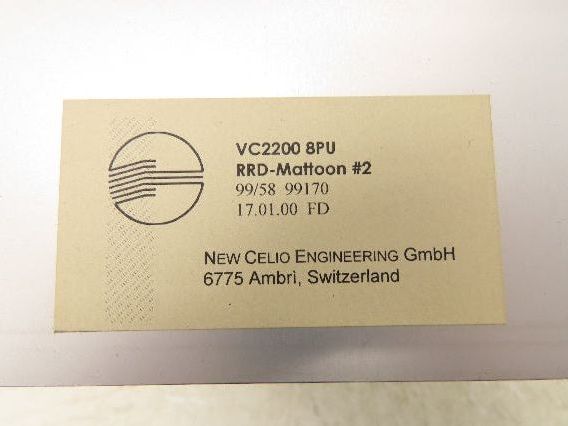 VC2200 8PU
RRD-Mattoon #2
99/58 99170
17.01.00 FD
NEW CELIO ENGINEERING GmbH
6775 Ambri, Switzerland